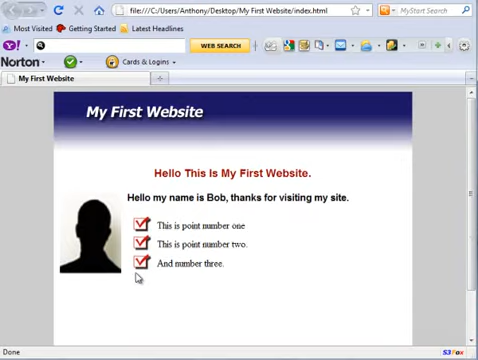 file:///C:/Users/Anthony/Desktop/My First Website/index.html
MyStart Search
Most Visited
Getting Started
Latest Headlines
Y!
WEB SEARCH
Norton
Cards & Logins
My First Website
My First Website
Hello This Is My First Website.
Hello my name is Bob, thanks for visiting my site.
This is point number one
This is point number two.
And number three.
Done
S3Fox